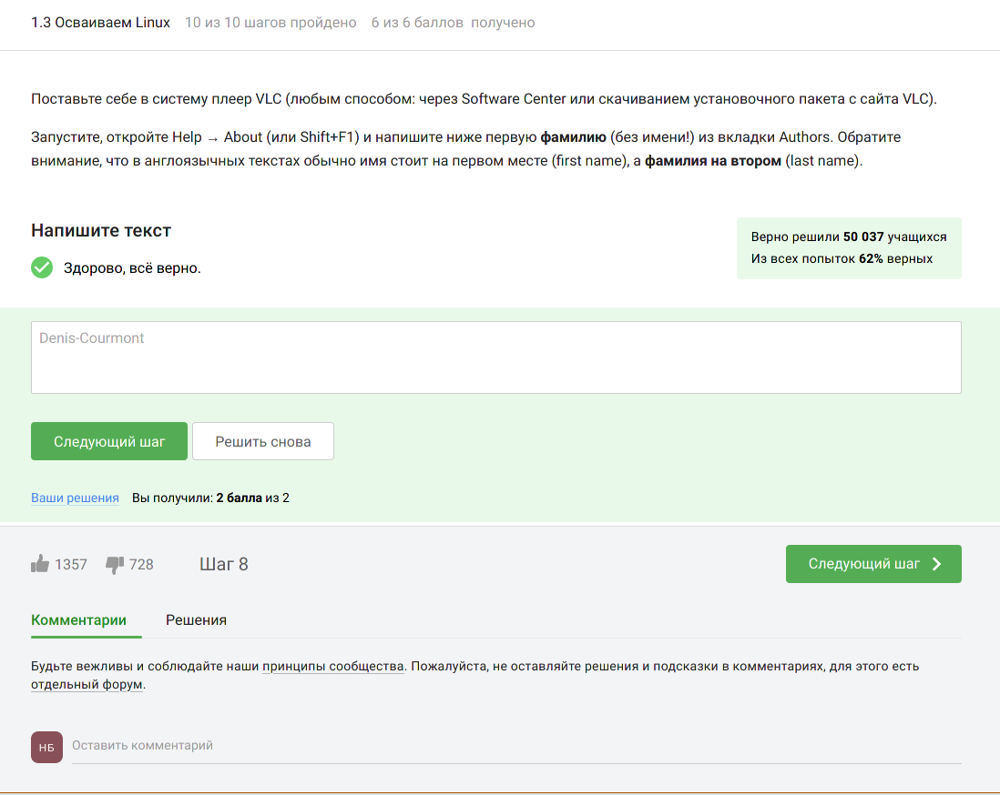 1.3 Осваиваем Linux 10 из 10 шагов пройдено 6 из 6 баллов получено
Поставьте себе в систему плеер VLC (любым способом: через Software Center или скачиванием установочного пакета с сайта VLC).
Запустите, откройте Help → About (или Shift+F1) и напишите ниже первую фамилию (без имени!) из вкладки Authors. Обратите
внимание, что в англоязычных текстах обычно имя стоит на первом месте (first name), а фамилия на втором (last name).
Напишите текст
Верно решили 50 037 учащихся
Из всех попыток 62% верных
Здорово, всё верно.
Denis-Courmont
Следующий шаг Решить снова
Ваши решения Вы получили: 2 балла из 2
1357 728 Шаг 8 Следующий шаг
Комментарии Решения
Будьте вежливы и соблюдайте наши принципы сообщества. Пожалуйста, не оставляйте решения и подсказки в комментариях, для этого есть
отдельный форум.
НБ Оставить комментарий